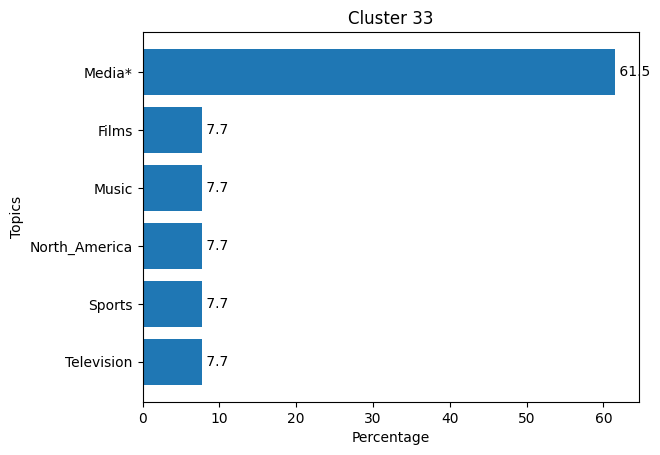 Cluster 33
Topics
Media* 61.5
Films 7.7
Music 7.7
North_America 7.7
Sports 7.7
Television 7.7
0 10 20 30 40 50 60
Percentage